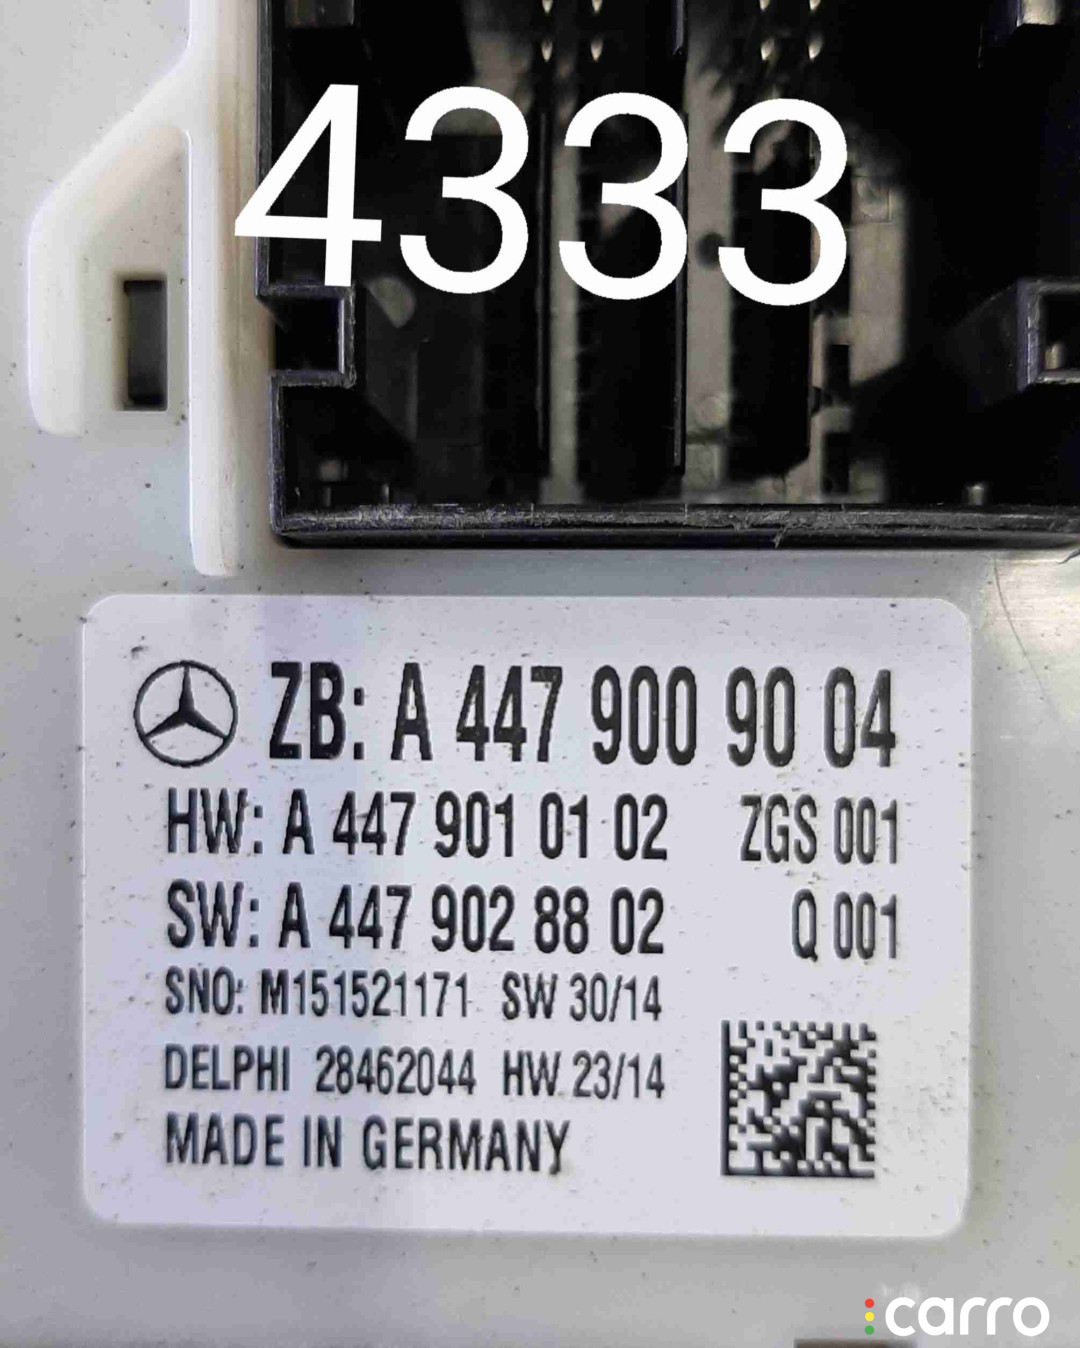 4333
ZB: A 447 900 90 04
HW: A 447 901 01 02 ZGS 001
SW: A 447 902 88 02 Q 001
SNO: M151521171 SW 30/14
DELPHI 28462044 HW 23/14
MADE IN GERMANY
carro